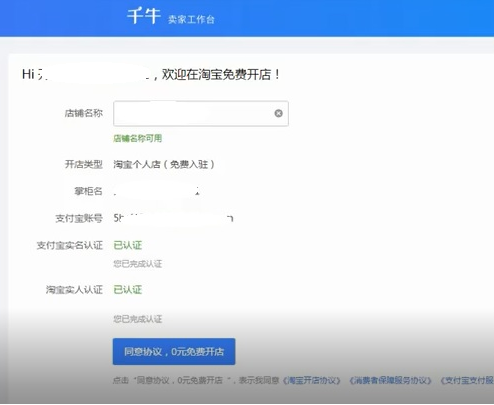 千牛 卖家工作台
Hi ，欢迎在淘宝免费开店！
店铺名称
店铺名称可用
开店类型 淘宝个人店（免费入驻）
掌柜名
支付宝账号
支付宝实名认证 已认证
您已完成认证
淘宝实人认证 已认证
您已完成认证
同意协议，0元免费开店
点击“同意协议，0元免费开店 ”，表示我同意《淘宝开店协议》 《消费者保障服务协议》 《支付宝支付服